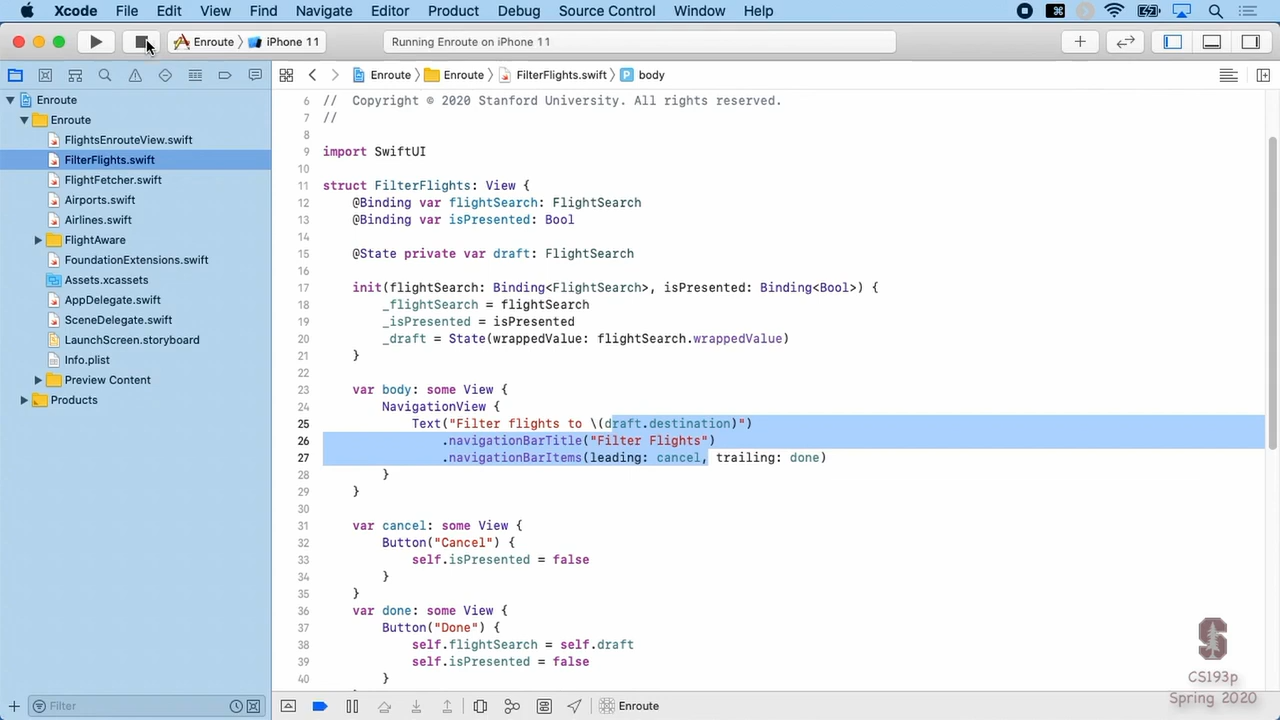 Xcode File Edit View Find Navigate Editor Product Debug Source Control Window Help
Enroute iPhone 11 Running Enroute on iPhone 11
Enroute Enroute FilterFlights.swift body
Enroute
Enroute
FlightsEnrouteView.swift
FilterFlights.swift
FlightFetcher.swift
Airports.swift
Airlines.swift
FlightAware
FoundationExtensions.swift
Assets.xcassets
AppDelegate.swift
SceneDelegate.swift
LaunchScreen.storyboard
Info.plist
Preview Content
Products
Filter
6 //  Copyright © 2020 Stanford University. All rights reserved.
7 //
8
9 import SwiftUI
10
11 struct FilterFlights: View {
12     @Binding var flightSearch: FlightSearch
13     @Binding var isPresented: Bool
14
15     @State private var draft: FlightSearch
16
17     init(flightSearch: Binding<FlightSearch>, isPresented: Binding<Bool>) {
18         _flightSearch = flightSearch
19         _isPresented = isPresented
20         _draft = State(wrappedValue: flightSearch.wrappedValue)
21     }
22
23     var body: some View {
24         NavigationView {
25             Text("Filter flights to \(draft.destination)")
26                 .navigationBarTitle("Filter Flights")
27                 .navigationBarItems(leading: cancel, trailing: done)
28         }
29     }
30
31     var cancel: some View {
32         Button("Cancel") {
33             self.isPresented = false
34         }
35     }
36     var done: some View {
37         Button("Done") {
38             self.flightSearch = self.draft
39             self.isPresented = false
40         }
Enroute
CS193p
Spring 2020